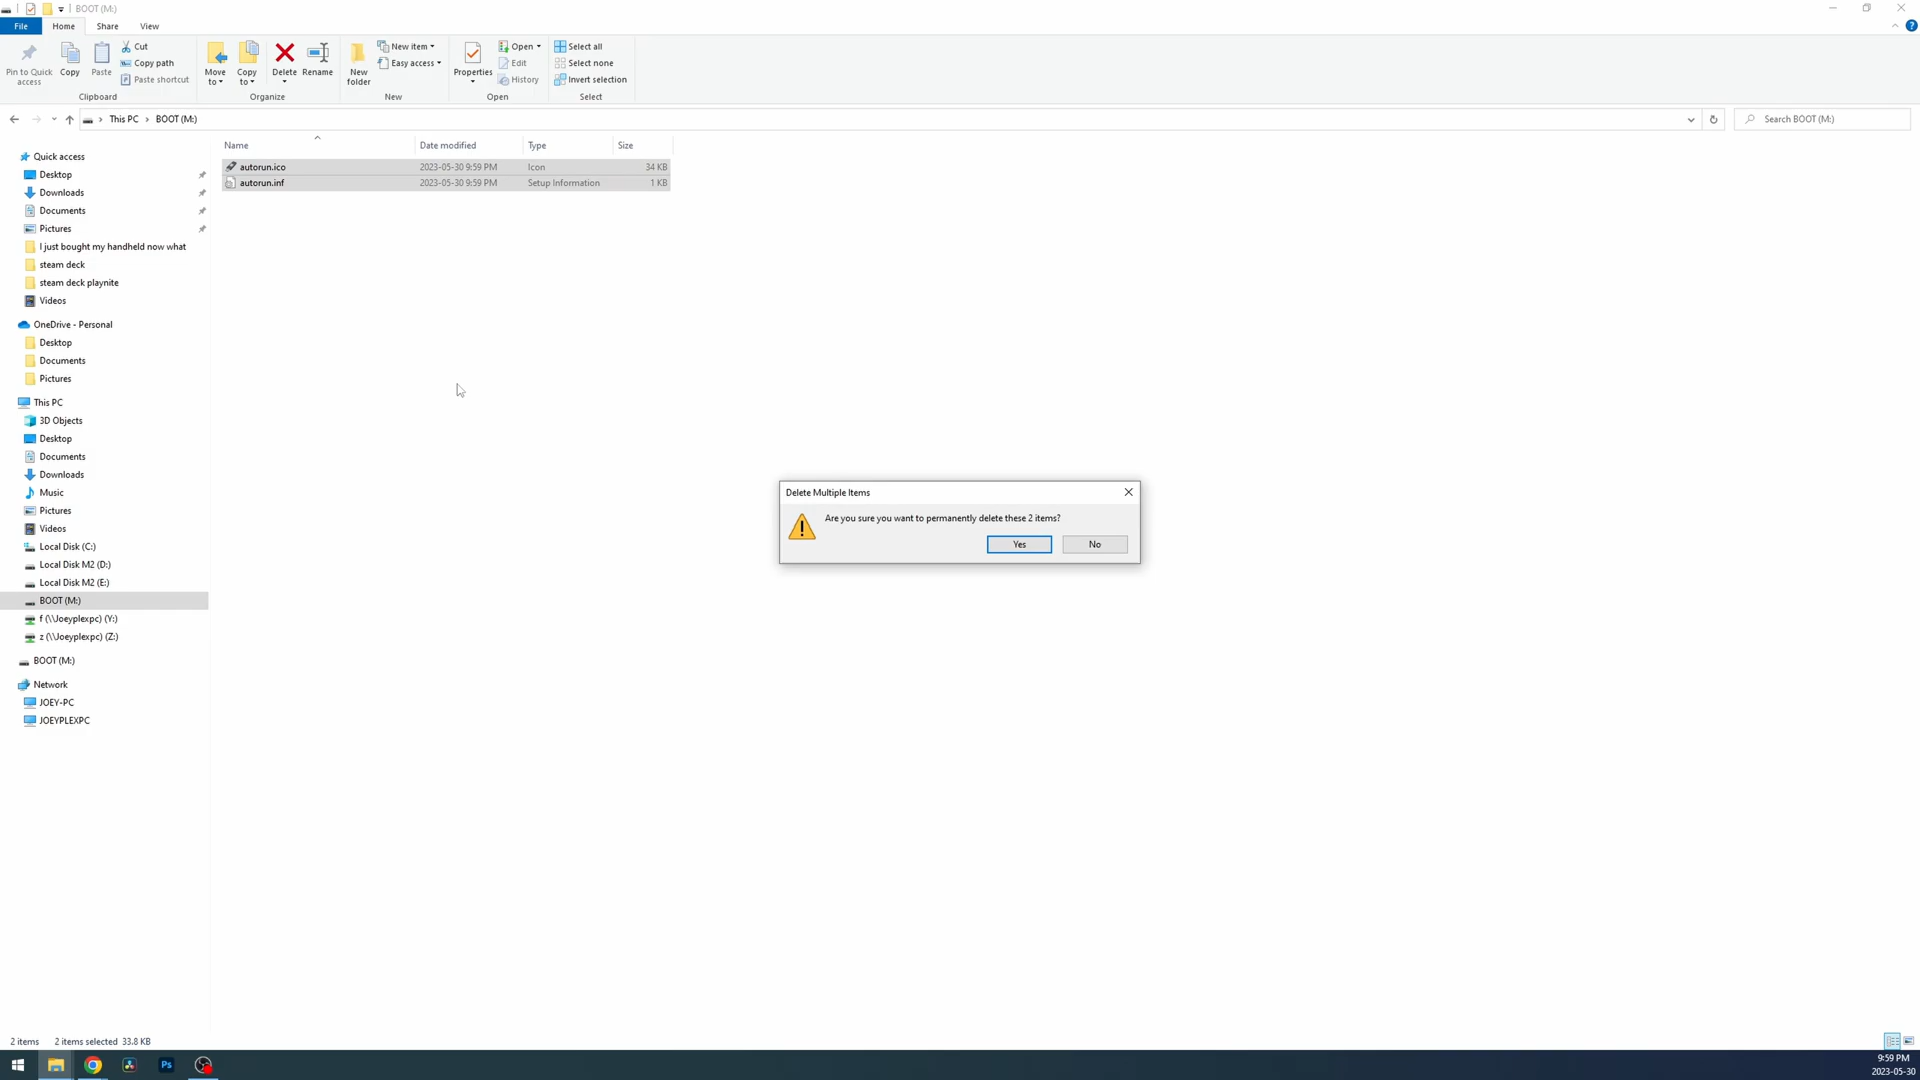 BOOT (M:)
File Home Share View
Pin to Quick access
Copy
Paste
Cut
Copy path
Paste shortcut
Clipboard
Move to
Copy to
Delete
Rename
Organize
New folder
New item
Easy access
New
Properties
Open
Edit
History
Open
Select all
Select none
Invert selection
Select
This PC > BOOT (M:)
Search BOOT (M:)
Name Date modified Type Size
autorun.ico 2023-05-30 9:59 PM Icon 34 KB
autorun.inf 2023-05-30 9:59 PM Setup Information 1 KB
Quick access
Desktop
Downloads
Documents
Pictures
I just bought my handheld now what
steam deck
steam deck playnite
Videos
OneDrive - Personal
Desktop
Documents
Pictures
This PC
3D Objects
Desktop
Documents
Downloads
Music
Pictures
Videos
Local Disk (C:)
Local Disk M2 (D:)
Local Disk M2 (E:)
BOOT (M:)
f (\\Joeyplexpc) (Y:)
z (\\Joeyplexpc) (Z:)
BOOT (M:)
Network
JOEY-PC
JOEYPLEXPC
Delete Multiple Items
Are you sure you want to permanently delete these 2 items?
Yes No
2 items 2 items selected 33.8 KB
Ps
9:59 PM
2023-05-30